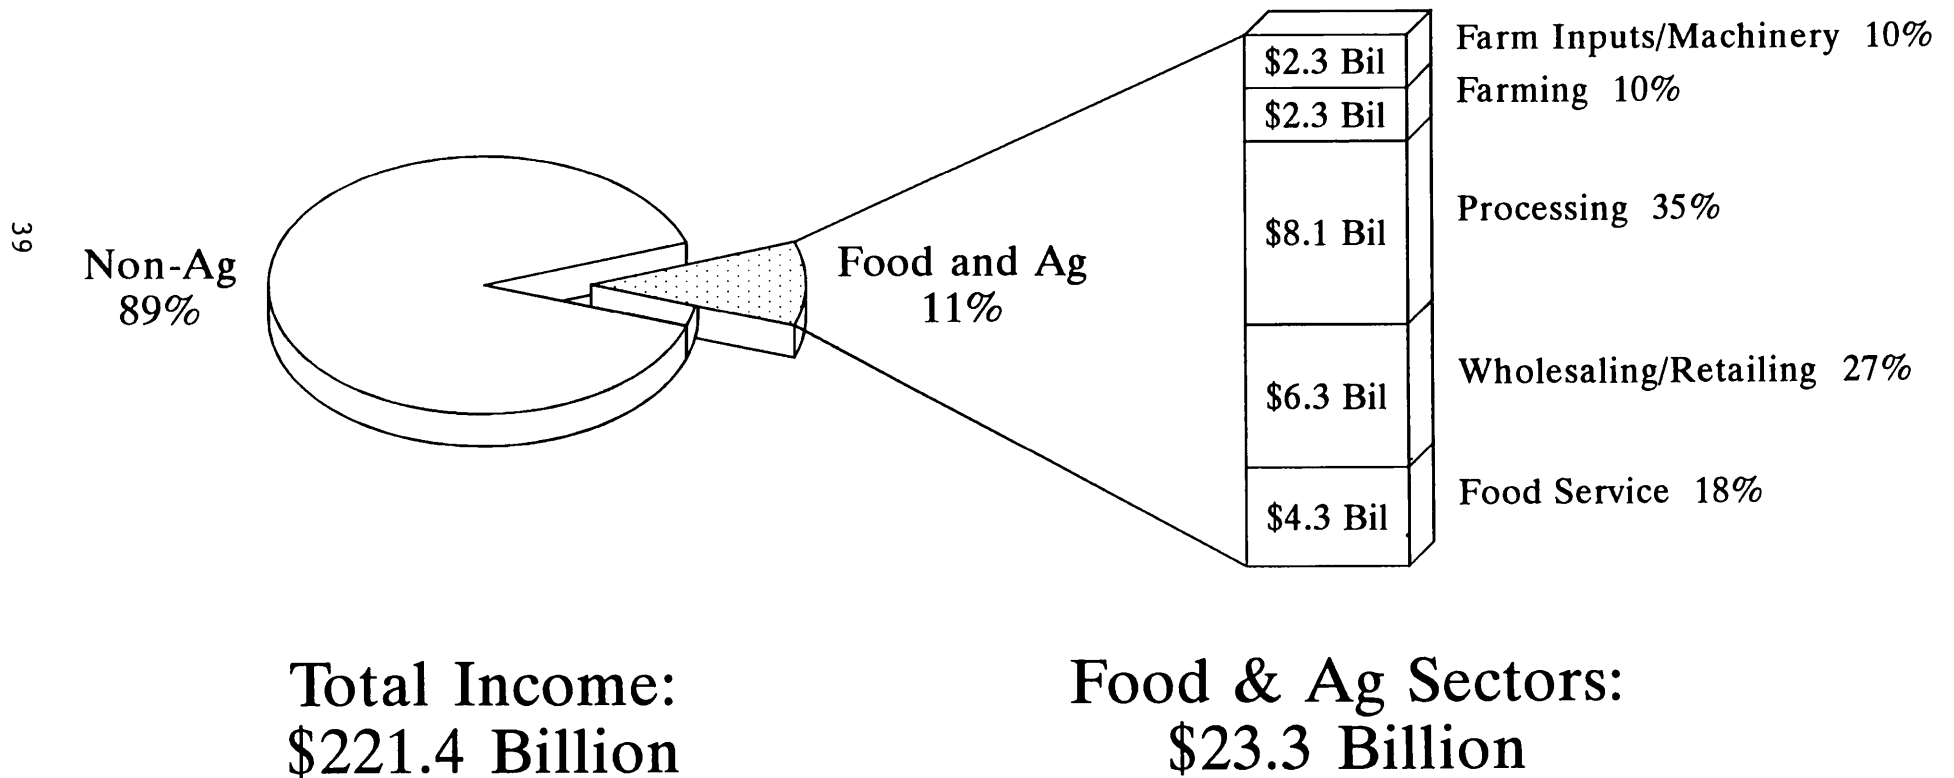 39
Non-Ag
89%
Food and Ag
11%
$2.3 Bil
$2.3 Bil
$8.1 Bil
$6.3 Bil
$4.3 Bil
Farm Inputs/Machinery 10%
Farming 10%
Processing 35%
Wholesaling/Retailing 27%
Food Service 18%
Total Income:
$221.4 Billion
Food & Ag Sectors:
$23.3 Billion